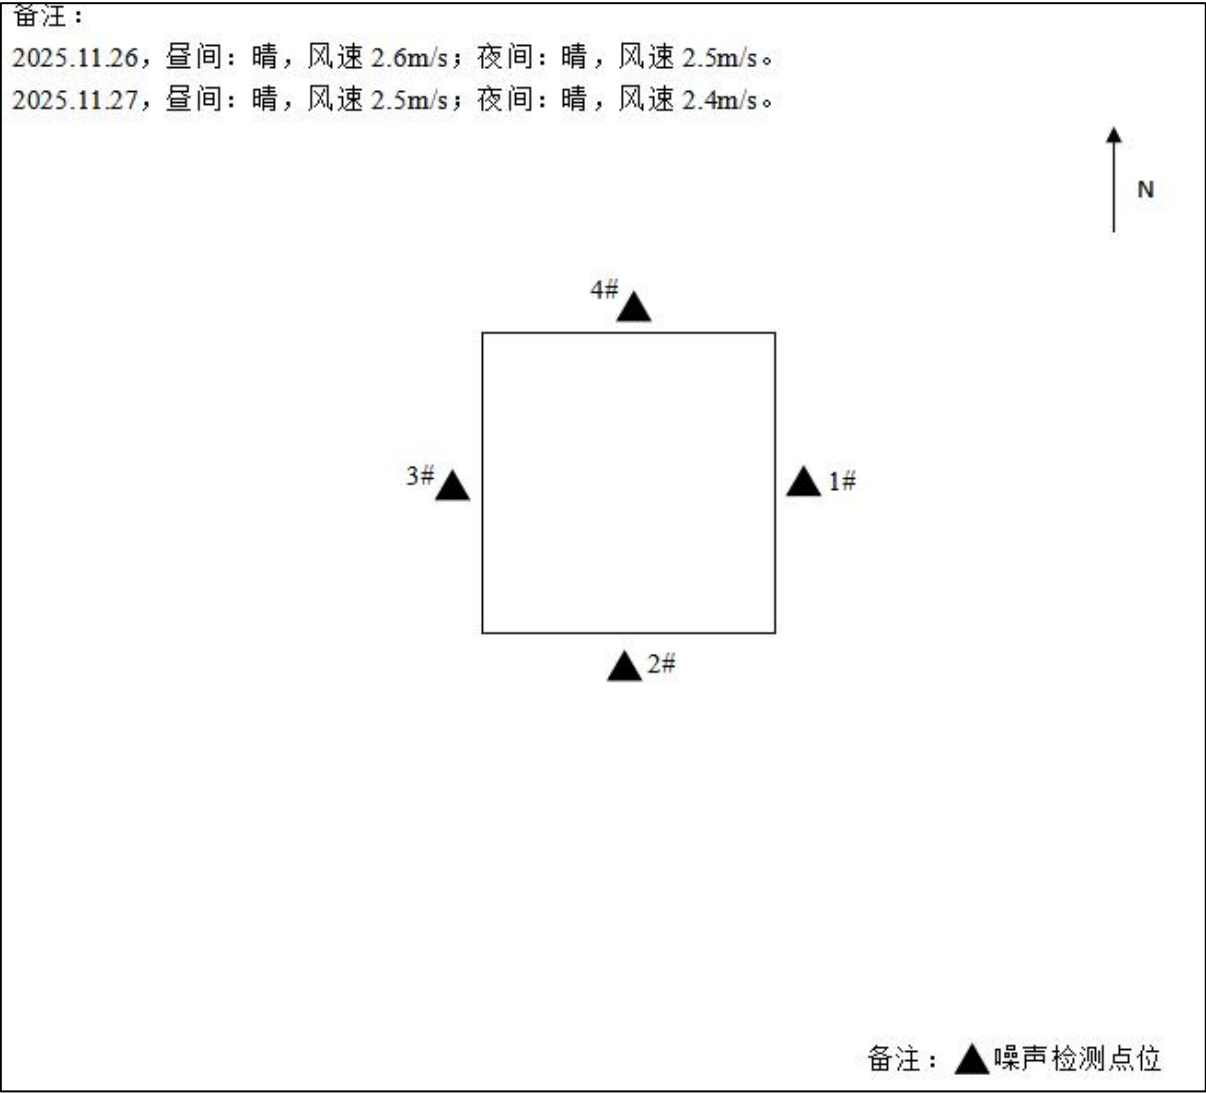 备注：
2025.11.26，昼间：晴，风速 2.6m/s；夜间：晴，风速 2.5m/s。
2025.11.27，昼间：晴，风速 2.5m/s；夜间：晴，风速 2.4m/s。
N
4#
3#
1#
2#
备注：▲噪声检测点位